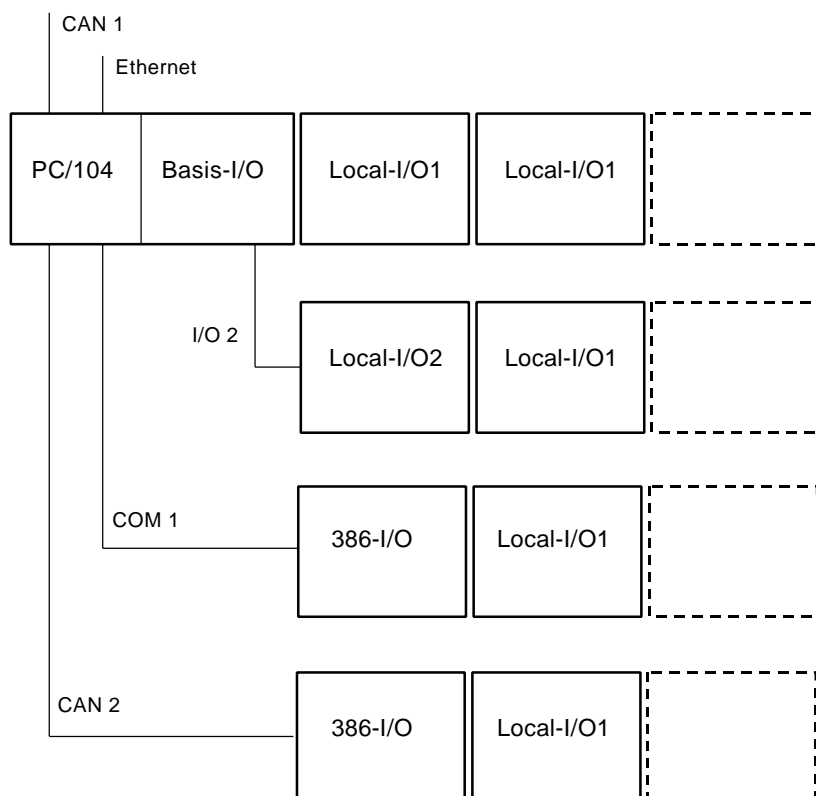 CAN 1
Ethernet
PC/104 Basis-I/O Local-I/O1 Local-I/O1
I/O 2
Local-I/O2 Local-I/O1
COM 1
386-I/O Local-I/O1
CAN 2
386-I/O Local-I/O1